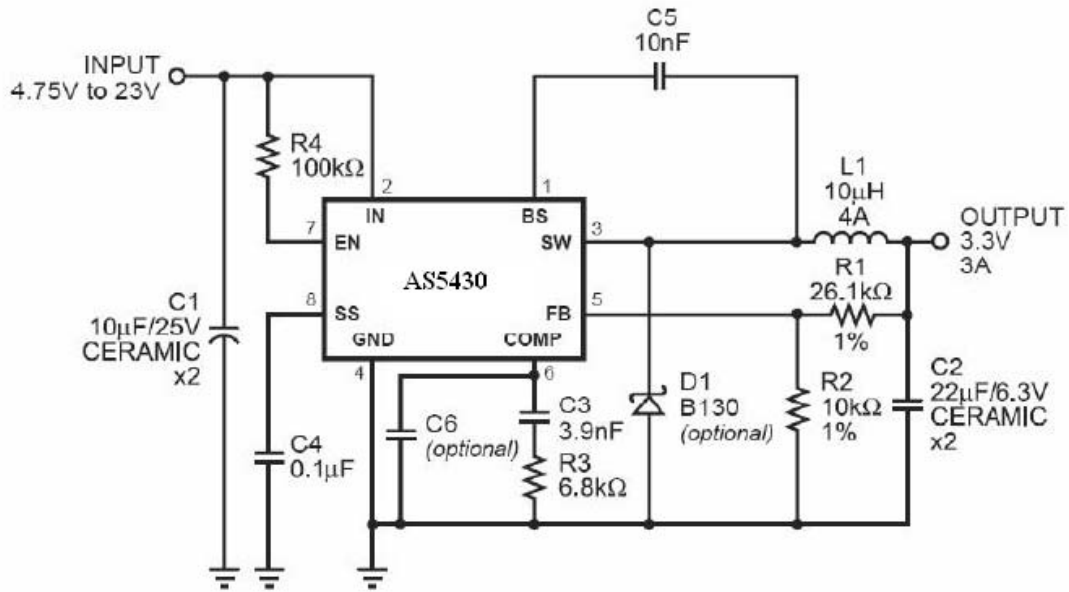 C5
10nF
INPUT
4.75V to 23V
R4
100kΩ
2
1
L1
10μH
4A
IN
BS
OUTPUT
3.3V
3A
7
EN
SW
3
AS5430
R1
26.1kΩ
1%
8
SS
FB
5
C1
10μF/25V
CERAMIC
x2
GND
COMP
4
6
D1
B130
(optional)
R2
10kΩ
1%
C2
22μF/6.3V
CERAMIC
x2
C6
(optional)
C3
3.9nF
C4
0.1μF
R3
6.8kΩ